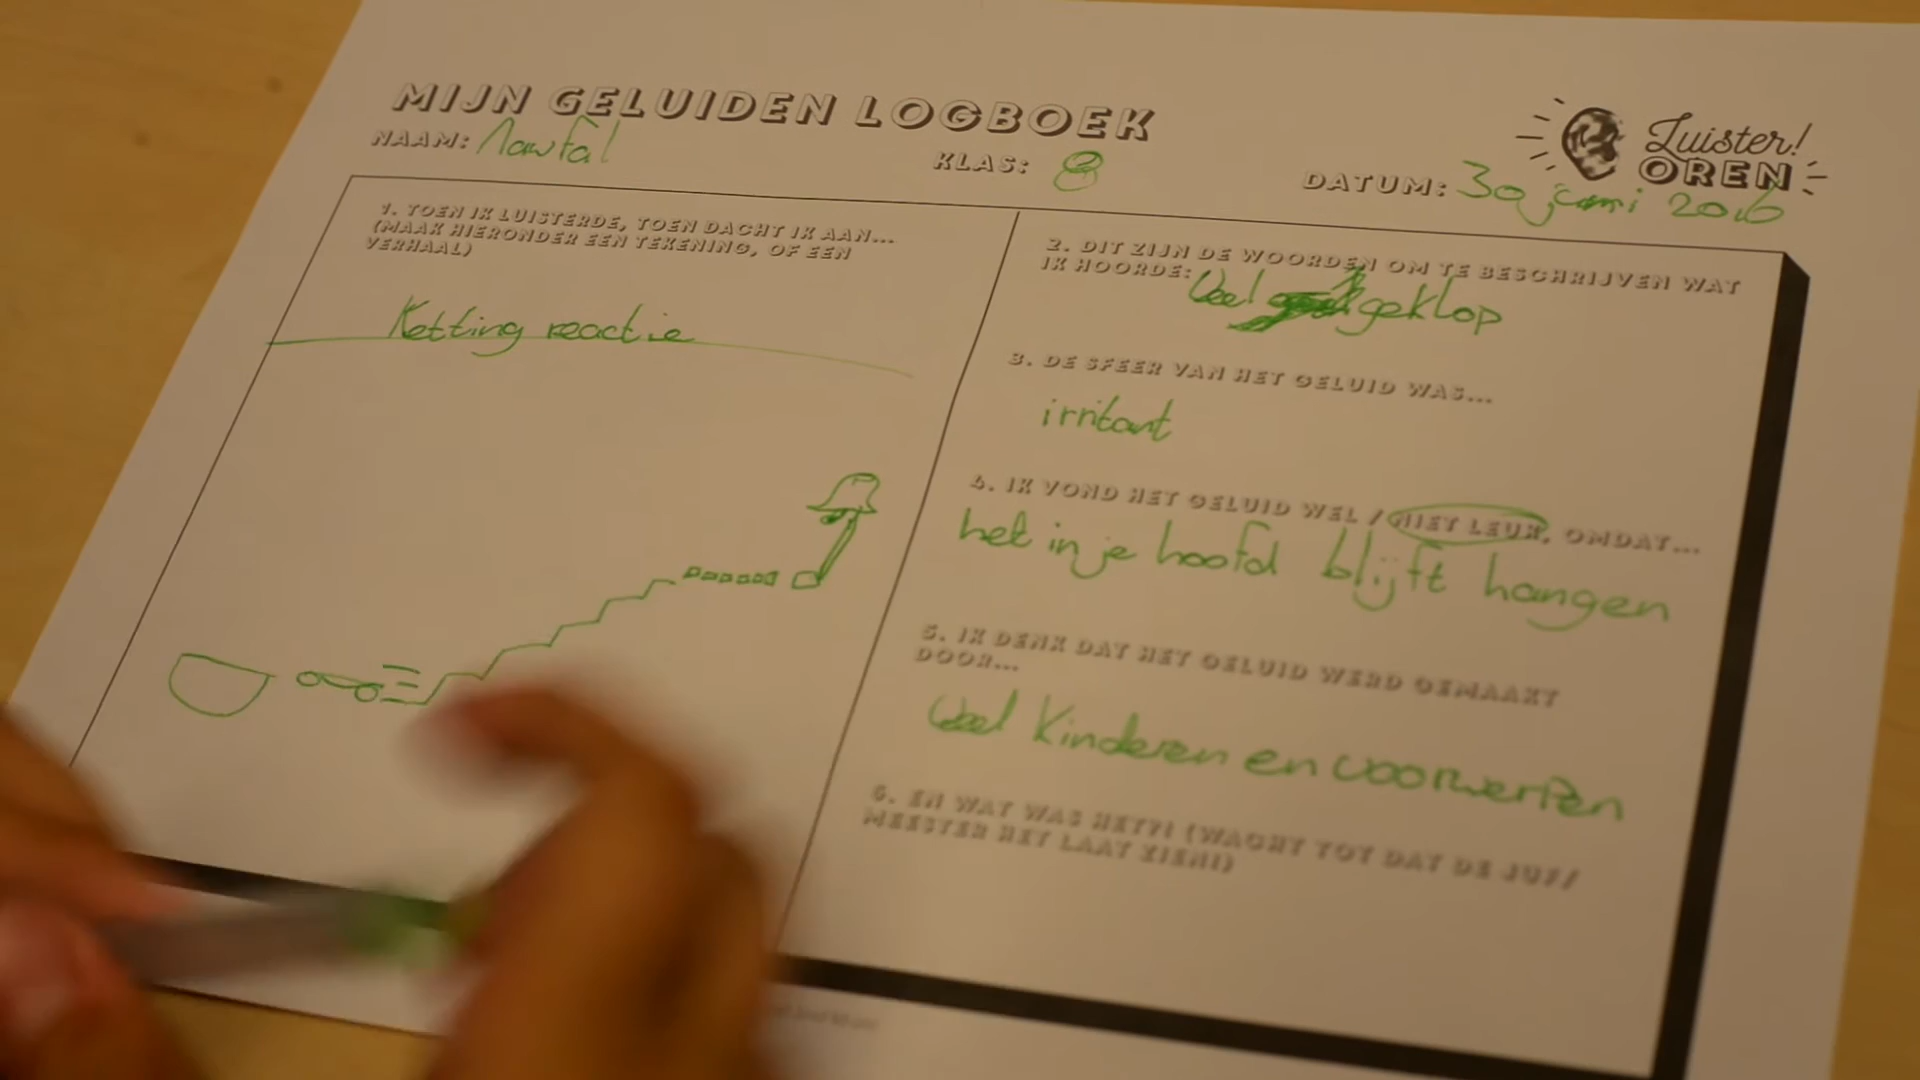 MIJN GELUIDEN LOGBOEK
Luister!
OREN
NAAM: Nawfal
KLAS: 8
DATUM: 30 juni 2016
1. TOEN IK LUISTERDE, TOEN DACHT IK AAN...
(MAAK HIERONDER EEN TEKENING, OF EEN
VERHAAL)
Ketting reactie
2. DIT ZIJN DE WOORDEN OM TE BESCHRIJVEN WAT
IK HOORDE: Veel geklop
3. DE SFEER VAN HET GELUID WAS...
irritant
4. IK VOND HET GELUID WEL / NIET LEUK, OMDAT...
het in je hoofd blijft hangen
5. IK DENK DAT HET GELUID WERD GEMAAKT
DOOR...
Veel kinderen en voorwerpen
6. EN WAT WAS HET?! (WACHT TOT DAT DE JUF/
MEESTER HET LAAT ZIEN!)